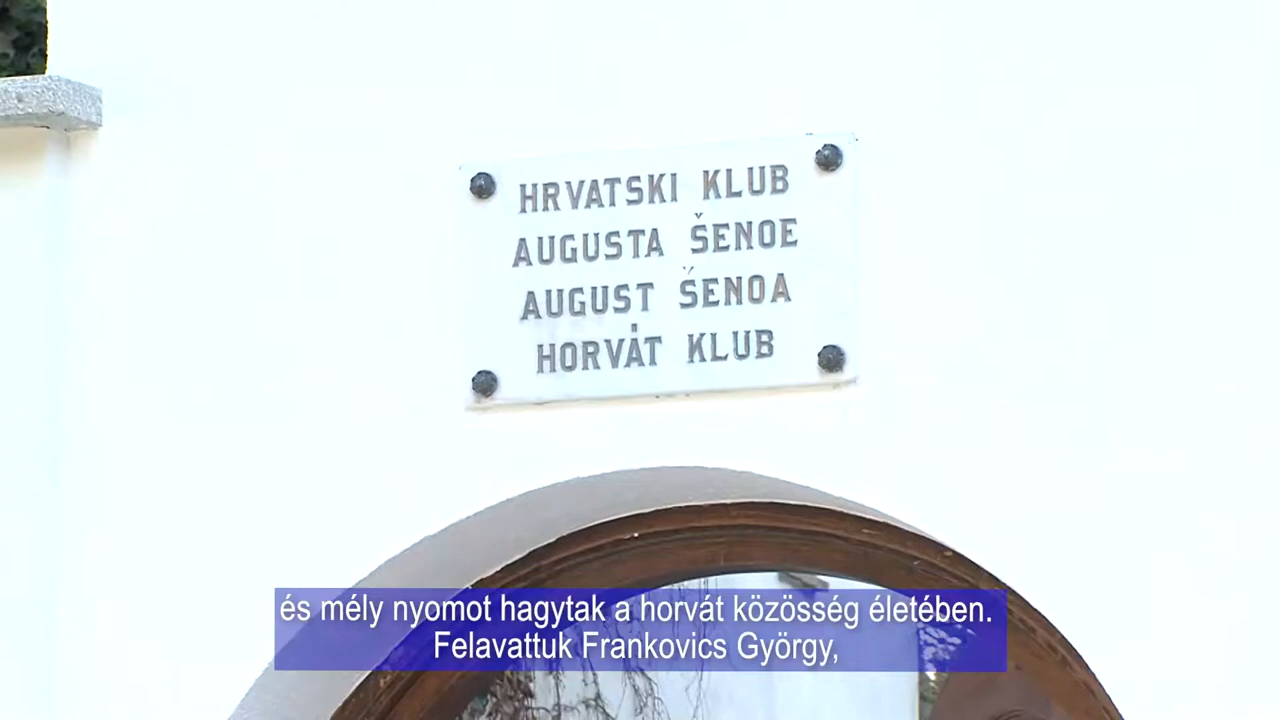 HRVATSKI KLUB
AUGUSTA ŠENOE
AUGUST ŠENOA
HORVÁT KLUB
és mély nyomot hagytak a horvát közösség életében.
Felavattuk Frankovics György,